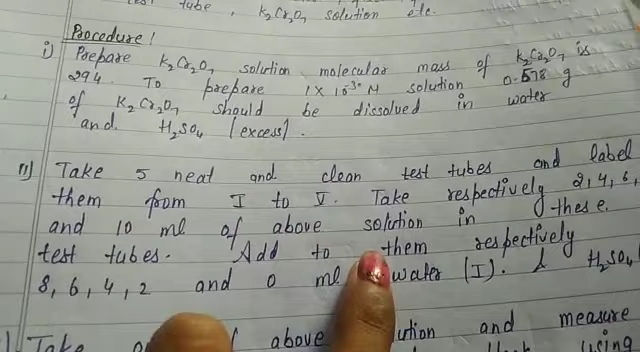 test tube, K₂Cr₂O₇ solution etc.
Procedure!
i) Prepare K₂Cr₂O₇ solution molecular mass of K₂Cr₂O₇ is
294. To prepare 1×10⁻³ M solution 0.578 g
of K₂Cr₂O₇ should be dissolved in water
and H₂SO₄ (excess).
ii) Take 5 neat and clean test tubes and label
them from I to V. Take respectively 2,4,6,
and 10 ml of above solution in these
test tubes. Add to them respectively
8, 6, 4, 2 and 0 ml water (I). & H₂SO₄
Take above and measure
using